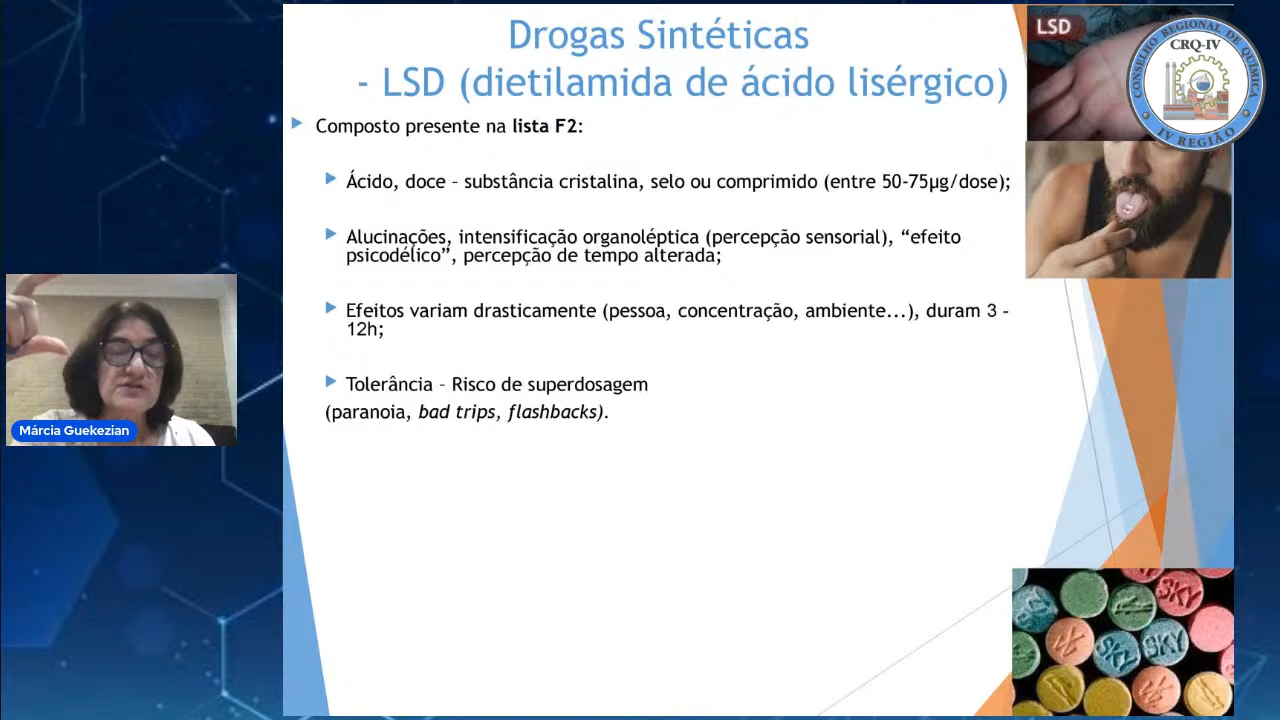 Drogas Sintéticas
- LSD (dietilamida de ácido lisérgico)
Composto presente na lista F2:
Ácido, doce – substância cristalina, selo ou comprimido (entre 50-75µg/dose);
Alucinações, intensificação organoléptica (percepção sensorial), “efeito
psicodélico”, percepção de tempo alterada;
Efeitos variam drasticamente (pessoa, concentração, ambiente...), duram 3 –
12h;
Tolerância – Risco de superdosagem
(paranoia, bad trips, flashbacks).
Márcia Guekezian
LSD
CONSELHO REGIONAL DE QUÍMICA
CRQ-IV
IV REGIÃO
SKY
SKY
SKY